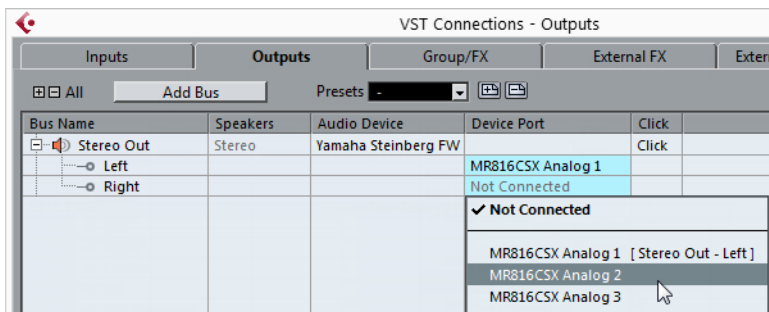 VST Connections - Outputs
Inputs Outputs Group/FX External FX Exter
All Add Bus Presets -
Bus Name Speakers Audio Device Device Port Click
Stereo Out Stereo Yamaha Steinberg FW Click
Left MR816CSX Analog 1
Right Not Connected
✓ Not Connected
MR816CSX Analog 1 [ Stereo Out - Left ]
MR816CSX Analog 2
MR816CSX Analog 3